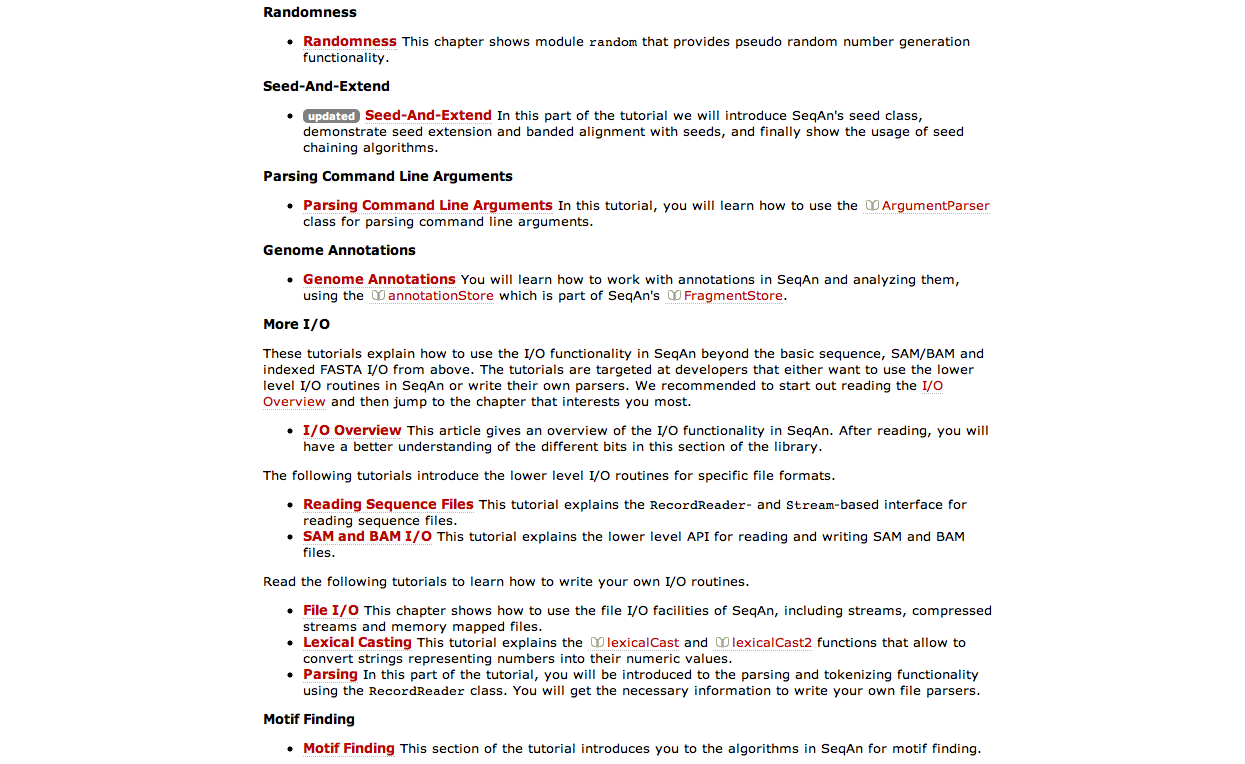 Randomness
Randomness This chapter shows module random that provides pseudo random number generation
functionality.
Seed-And-Extend
updated Seed-And-Extend In this part of the tutorial we will introduce SeqAn's seed class,
demonstrate seed extension and banded alignment with seeds, and finally show the usage of seed
chaining algorithms.
Parsing Command Line Arguments
Parsing Command Line Arguments In this tutorial, you will learn how to use the ArgumentParser
class for parsing command line arguments.
Genome Annotations
Genome Annotations You will learn how to work with annotations in SeqAn and analyzing them,
using the annotationStore which is part of SeqAn's FragmentStore.
More I/O
These tutorials explain how to use the I/O functionality in SeqAn beyond the basic sequence, SAM/BAM and
indexed FASTA I/O from above. The tutorials are targeted at developers that either want to use the lower
level I/O routines in SeqAn or write their own parsers. We recommended to start out reading the I/O
Overview and then jump to the chapter that interests you most.
I/O Overview This article gives an overview of the I/O functionality in SeqAn. After reading, you will
have a better understanding of the different bits in this section of the library.
The following tutorials introduce the lower level I/O routines for specific file formats.
Reading Sequence Files This tutorial explains the RecordReader- and Stream-based interface for
reading sequence files.
SAM and BAM I/O This tutorial explains the lower level API for reading and writing SAM and BAM
files.
Read the following tutorials to learn how to write your own I/O routines.
File I/O This chapter shows how to use the file I/O facilities of SeqAn, including streams, compressed
streams and memory mapped files.
Lexical Casting This tutorial explains the lexicalCast and lexicalCast2 functions that allow to
convert strings representing numbers into their numeric values.
Parsing In this part of the tutorial, you will be introduced to the parsing and tokenizing functionality
using the RecordReader class. You will get the necessary information to write your own file parsers.
Motif Finding
Motif Finding This section of the tutorial introduces you to the algorithms in SeqAn for motif finding.